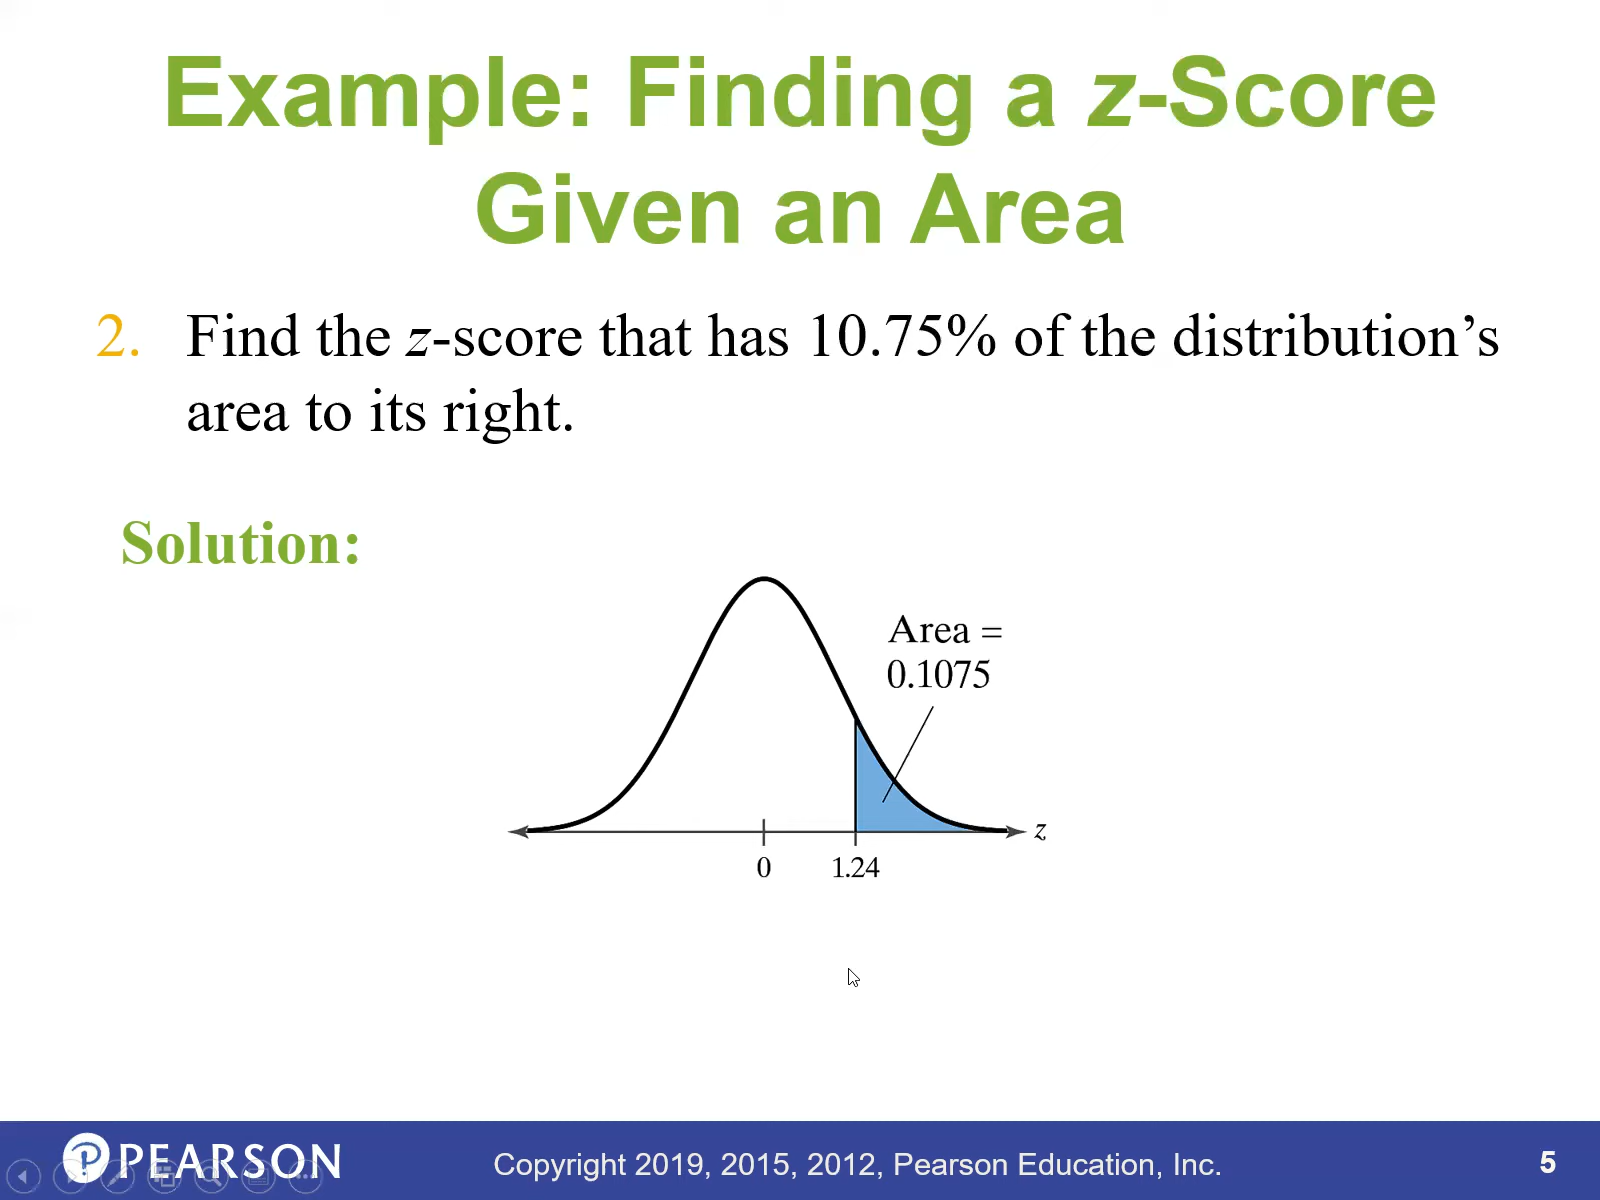 Example: Finding a z-Score
Given an Area
2. Find the z-score that has 10.75% of the distribution’s
area to its right.
Solution:
Area =
0.1075
z
0 1.24
PEARSON
Copyright 2019, 2015, 2012, Pearson Education, Inc.
5